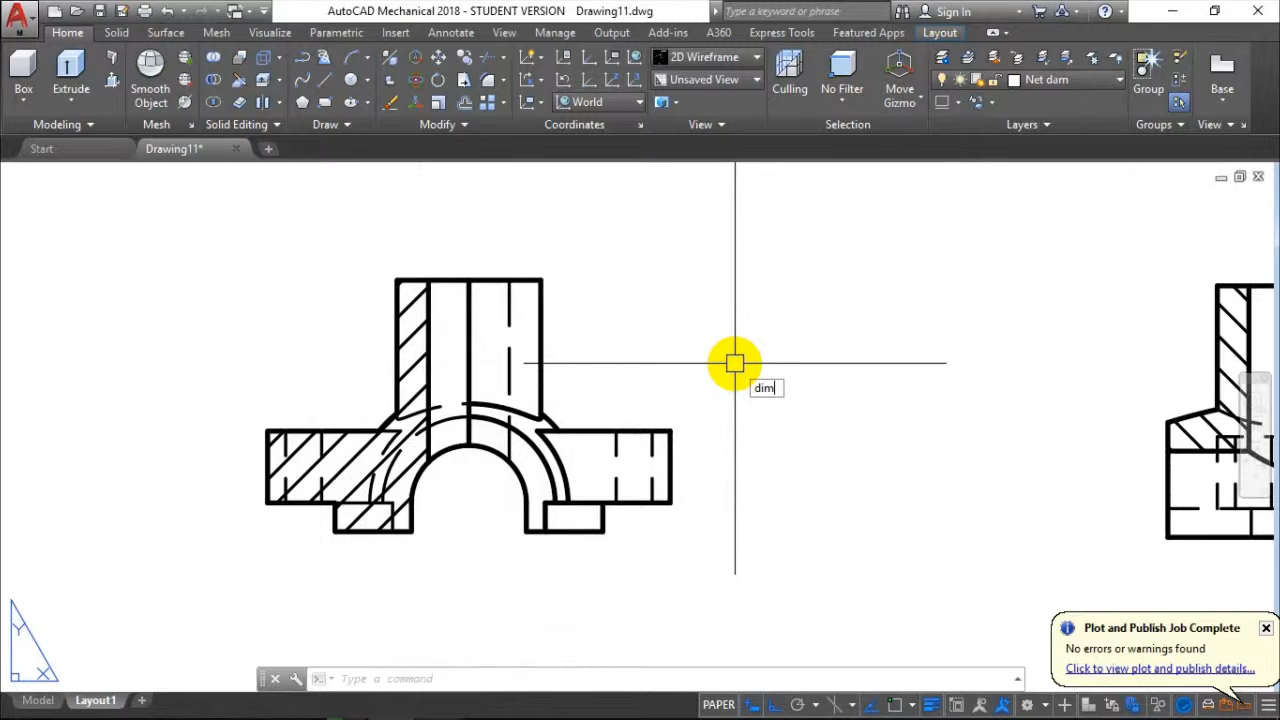 AutoCAD Mechanical 2018 - STUDENT VERSION Drawing11.dwg
Type a keyword or phrase
Sign In
Home Solid Surface Mesh Visualize Parametric Insert Annotate View Manage Output Add-ins A360 Express Tools Featured Apps Layout
2D Wireframe
Net dam
Unsaved View
World
Box Extrude Smooth Object Culling No Filter Move Gizmo Group Base
Modeling Mesh Solid Editing Draw Modify Coordinates View Selection Layers Groups View
Start Drawing11*
dim
Plot and Publish Job Complete
No errors or warnings found
Click to view plot and publish details...
Y
X
Type a command
Model Layout1
PAPER